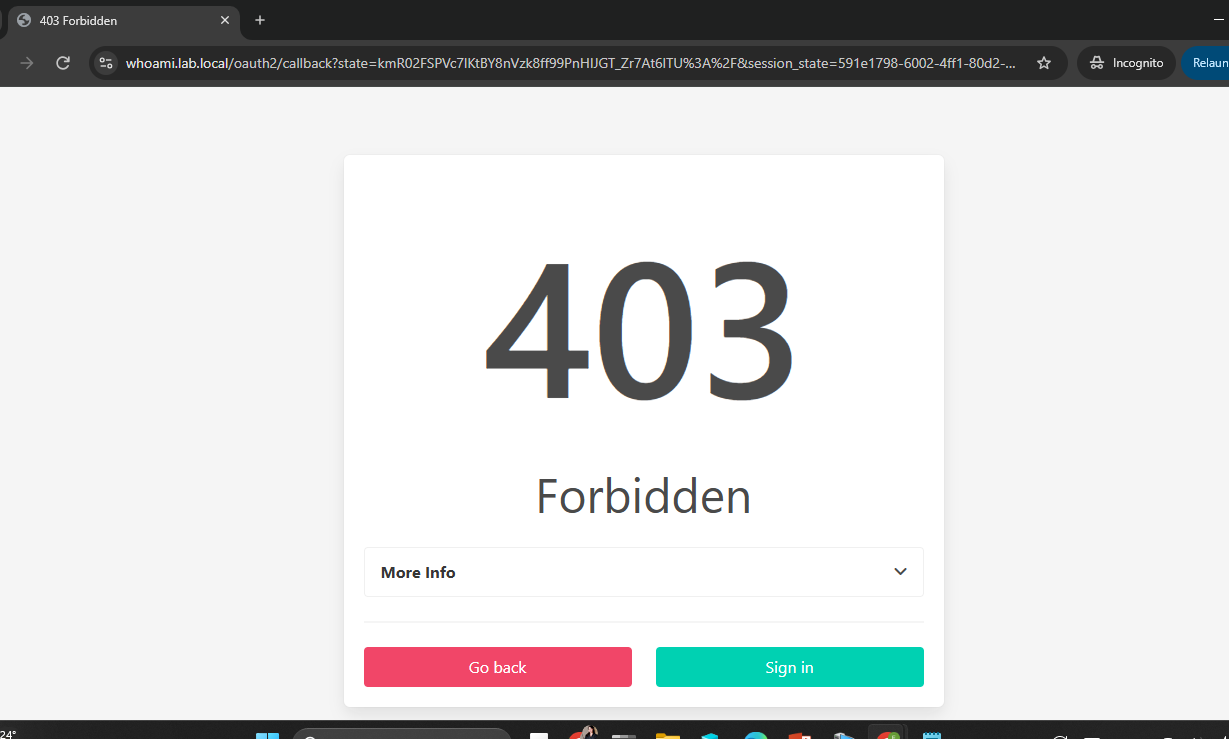 403 Forbidden
whoami.lab.local/oauth2/callback?state=kmR02FSPVc7IKtBY8nVzk8ff99PnHIJGT_Zr7At6lTU%3A%2F&session_state=591e1798-6002-4ff1-80d2-...
Incognito
Relaun
403
Forbidden
More Info
Go back
Sign in
24°